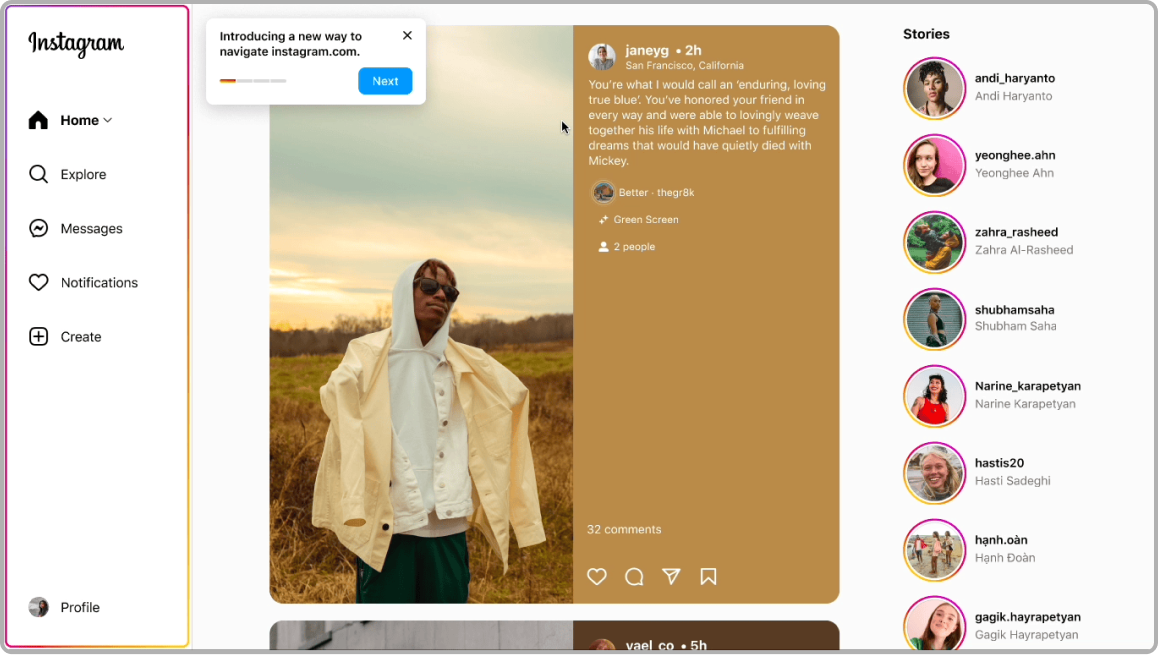 Instagram
Home
Explore
Messages
Notifications
Create
Profile
Introducing a new way to
navigate instagram.com.
Next
janeyg • 2h
San Francisco, California
You're what I would call an ‘enduring, loving
true blue’. You've honored your friend in
every way and were able to lovingly weave
together his life with Michael to fulfilling
dreams that would have quietly died with
Mickey.
Better · thegr8k
Green Screen
2 people
32 comments
yael_co • 5h
Stories
andi_haryanto
Andi Haryanto
yeonghee.ahn
Yeonghee Ahn
zahra_rasheed
Zahra Al-Rasheed
shubhamsaha
Shubham Saha
Narine_karapetyan
Narine Karapetyan
hastis20
Hasti Sadeghi
hạnh.oàn
Hạnh Đoàn
gagik.hayrapetyan
Gagik Hayrapetyan